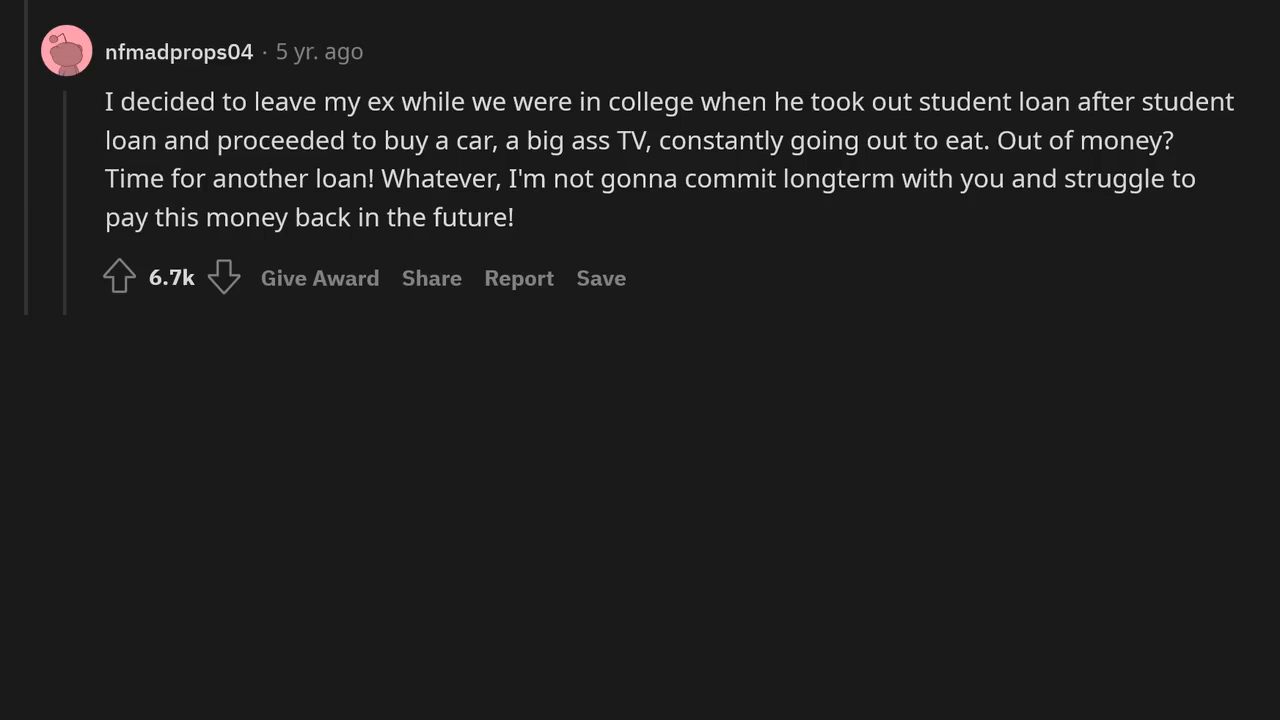 nfmadprops04 · 5 yr. ago
I decided to leave my ex while we were in college when he took out student loan after student
loan and proceeded to buy a car, a big ass TV, constantly going out to eat. Out of money?
Time for another loan! Whatever, I'm not gonna commit longterm with you and struggle to
pay this money back in the future!
6.7k Give Award Share Report Save